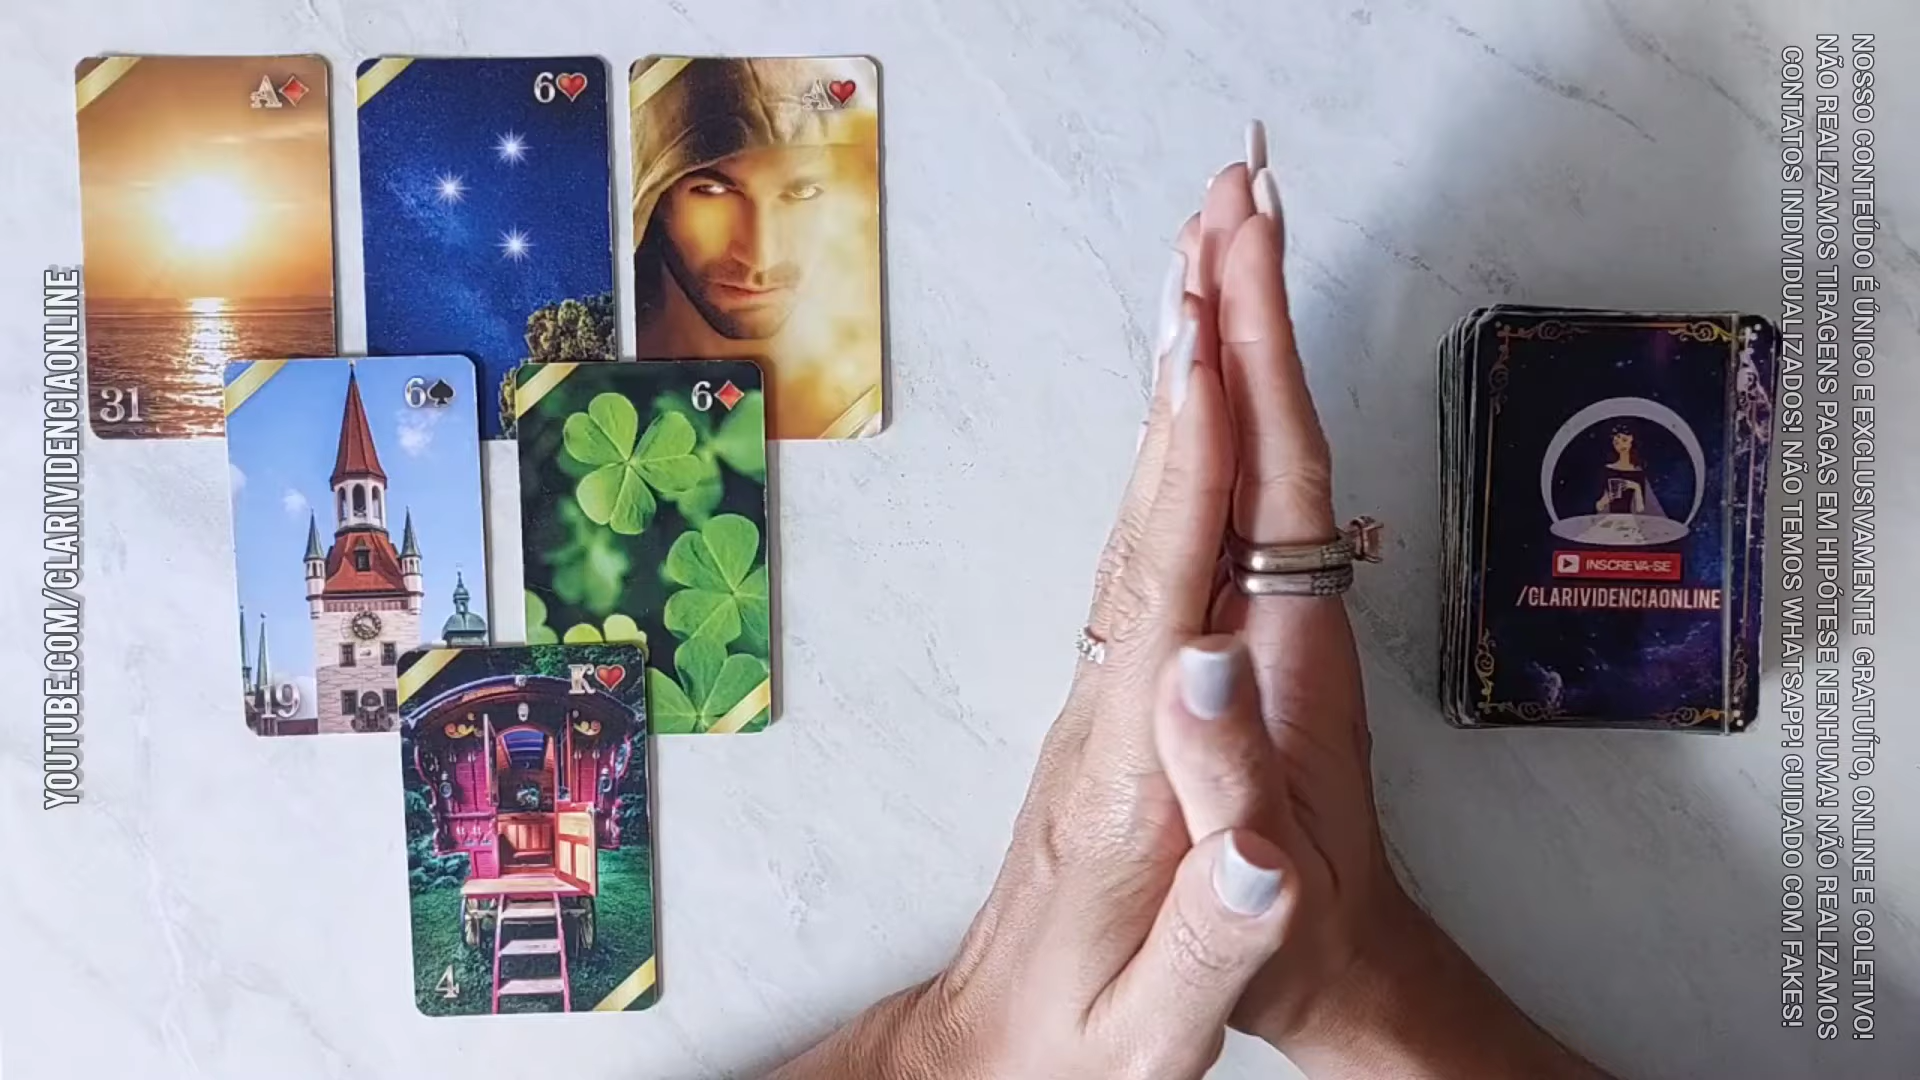 YOUTUBE.COM/CLARIVIDENCIAONLINE
A
31
6
A
6
19
6
K
4
INSCREVA-SE
/CLARIVIDENCIAONLINE
NOSSO CONTEÚDO É ÚNICO E EXCLUSIVAMENTE GRATUÍTO, ONLINE E COLETIVO!
NÃO REALIZAMOS TIRAGENS PAGAS EM HIPÓTESE NENHUMA! NÃO REALIZAMOS
CONTATOS INDIVIDUALIZADOS! NÃO TEMOS WHATSAPP! CUIDADO COM FAKES!